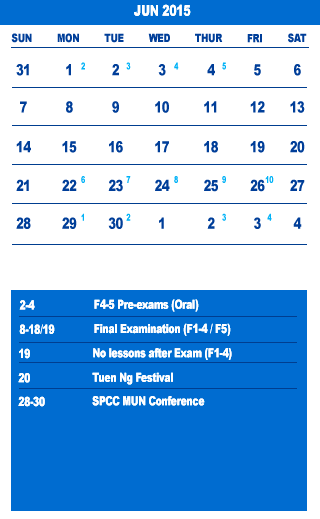 JUN 2015
SUN MON TUE WED THUR FRI SAT
31 1 2 2 3 3 4 4 5 5 6
7 8 9 10 11 12 13
14 15 16 17 18 19 20
21 22 6 23 7 24 8 25 9 26 10 27
28 29 1 30 2 1 2 3 3 4 4
2-4 F4-5 Pre-exams (Oral)
8-18/19 Final Examination (F1-4 / F5)
19 No lessons after Exam (F1-4)
20 Tuen Ng Festival
28-30 SPCC MUN Conference